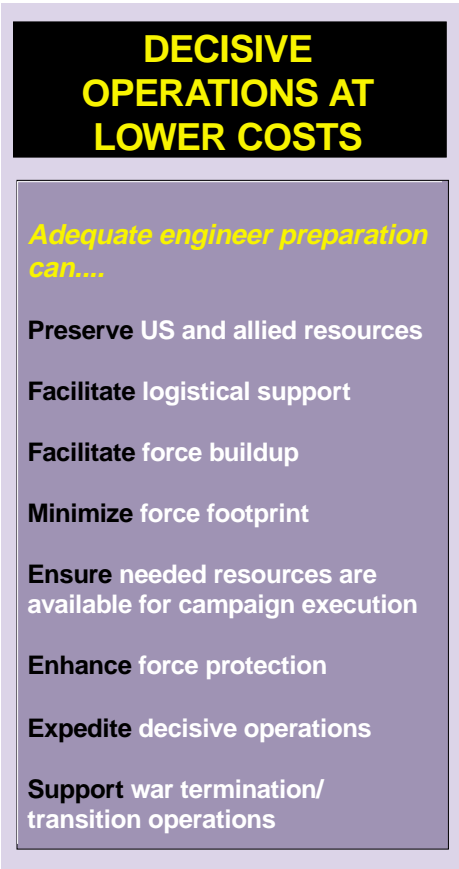 DECISIVE
OPERATIONS AT
LOWER COSTS
Adequate engineer preparation
can....
Preserve US and allied resources
Facilitate logistical support
Facilitate force buildup
Minimize force footprint
Ensure needed resources are
available for campaign execution
Enhance force protection
Expedite decisive operations
Support war termination/
transition operations